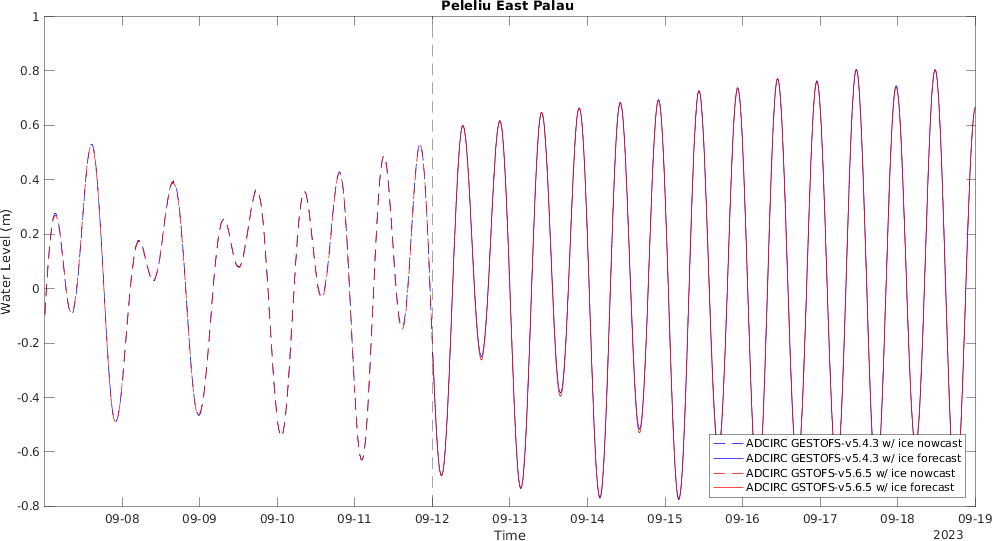 Peleliu East Palau
1
0.8
0.6
0.4
0.2
0
-0.2
-0.4
-0.6
-0.8
Water Level (m)
ADCIRC GESTOFS-v5.4.3 w/ ice nowcast
ADCIRC GESTOFS-v5.4.3 w/ ice forecast
ADCIRC GSTOFS-v5.6.5 w/ ice nowcast
ADCIRC GSTOFS-v5.6.5 w/ ice forecast
09-08 09-09 09-10 09-11 09-12 09-13 09-14 09-15 09-16 09-17 09-18 09-19
Time
2023